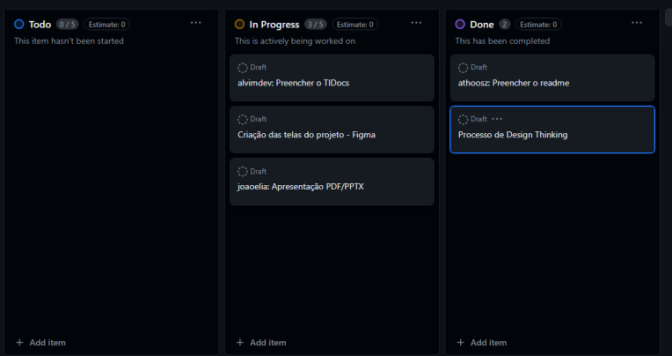 Todo 0 / 5 Estimate: 0 ...
This item hasn't been started
+ Add item
In Progress 3 / 5 Estimate: 0 ...
This is actively being worked on
Draft
alvimdev: Preencher o TIDocs
Draft
Criação das telas do projeto - Figma
Draft
joaoelia: Apresentação PDF/PPTX
+ Add item
Done 2 Estimate: 0 ...
This has been completed
Draft
athoosz: Preencher o readme
Draft ...
Processo de Design Thinking
+ Add item